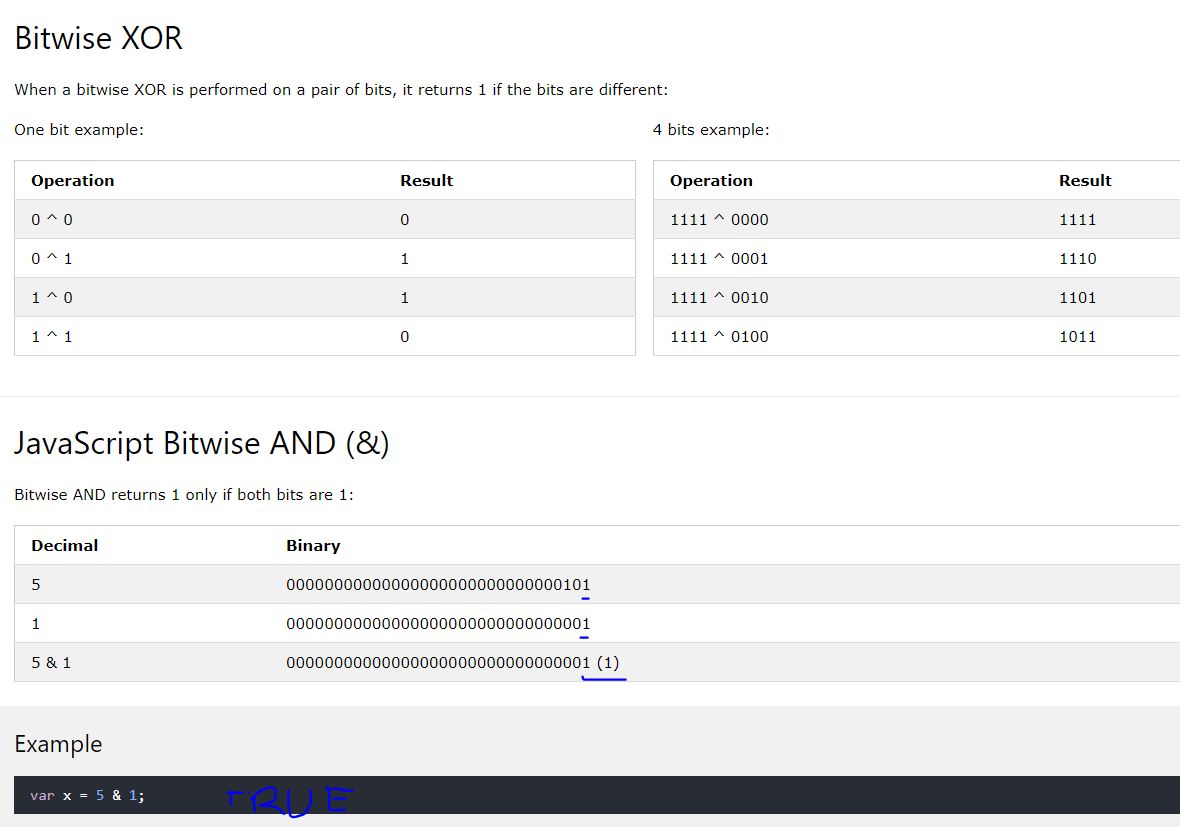 Bitwise XOR
When a bitwise XOR is performed on a pair of bits, it returns 1 if the bits are different:
One bit example:
Operation Result
0 ^ 0 0
0 ^ 1 1
1 ^ 0 1
1 ^ 1 0
4 bits example:
Operation Result
1111 ^ 0000 1111
1111 ^ 0001 1110
1111 ^ 0010 1101
1111 ^ 0100 1011
JavaScript Bitwise AND (&)
Bitwise AND returns 1 only if both bits are 1:
Decimal Binary
5 00000000000000000000000000000101
1 00000000000000000000000000000001
5 & 1 00000000000000000000000000000001 (1)
Example
var x = 5 & 1; TRUE